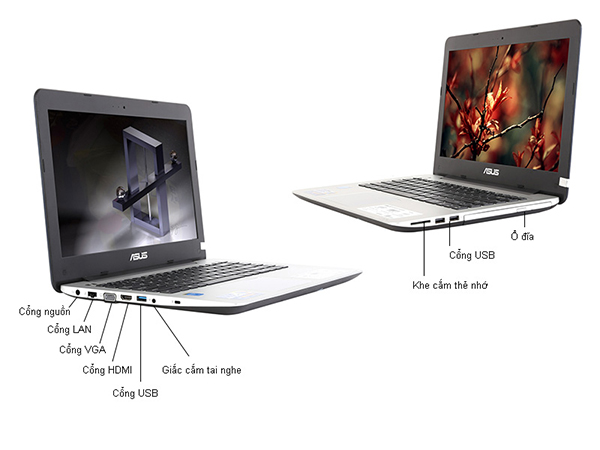 ASUS
Cổng nguồn
Cổng LAN
Cổng VGA
Cổng HDMI
Cổng USB
Giắc cắm tai nghe
ASUS
Khe cắm thẻ nhớ
Cổng USB
Ổ đĩa